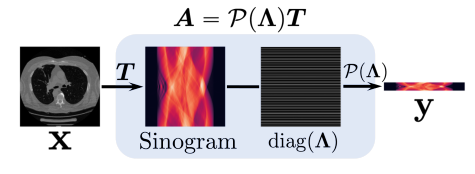 A = P(Λ)T
T
P(Λ)
x
Sinogram
diag(Λ)
y